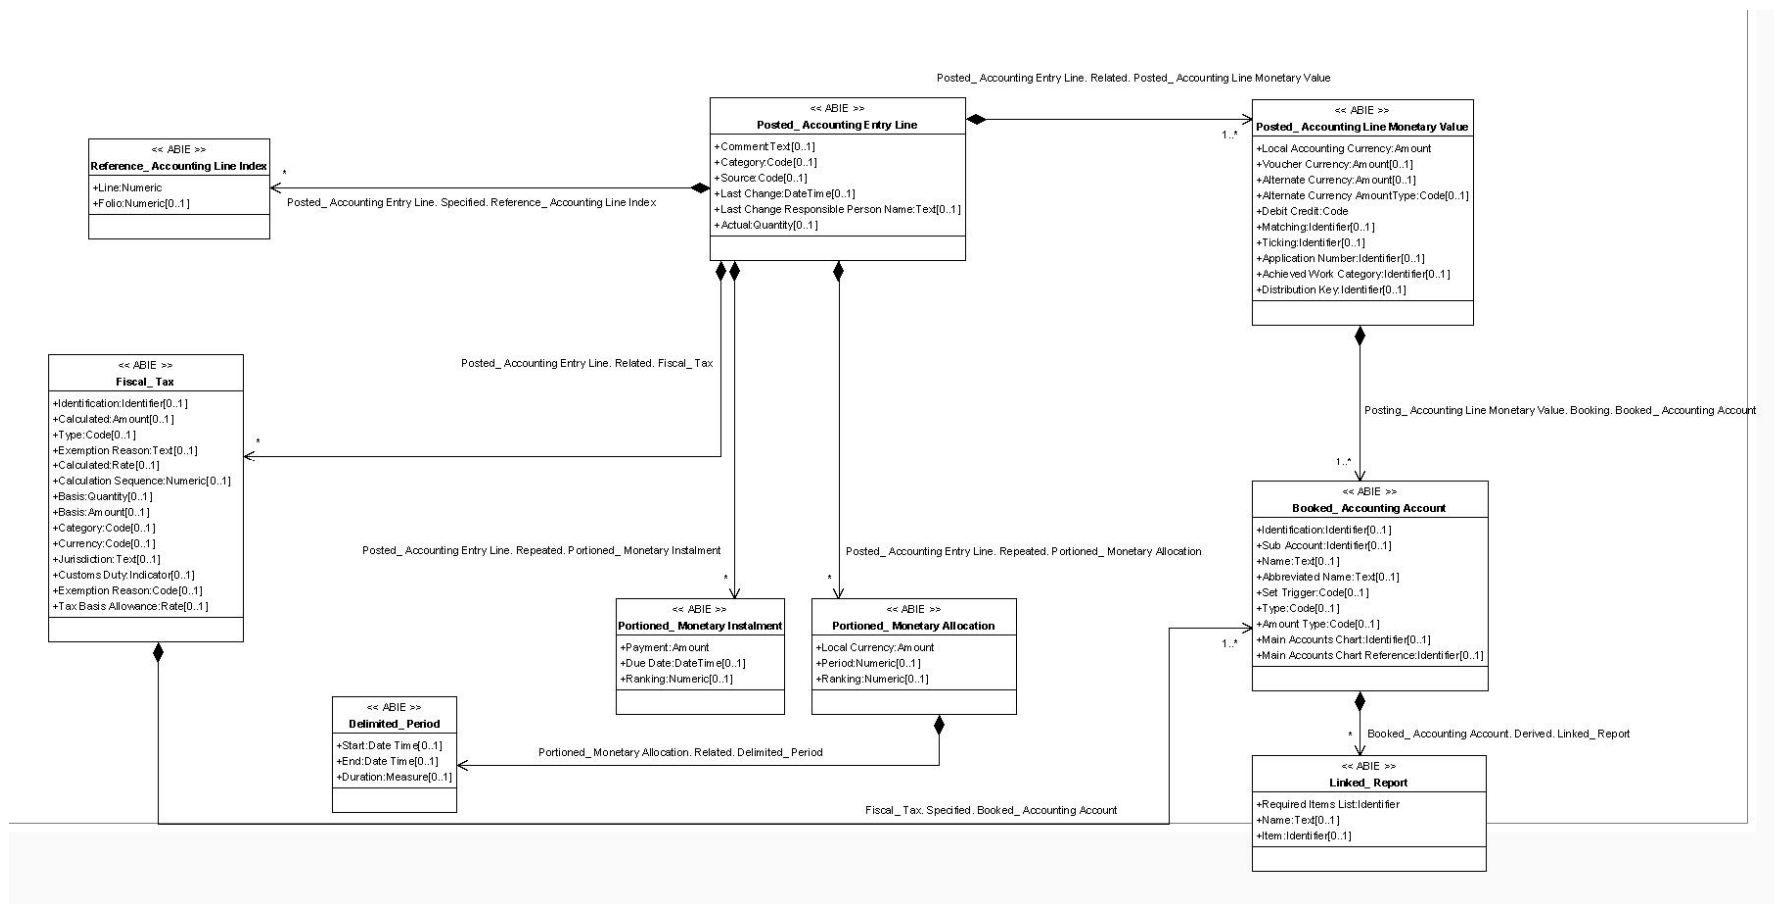 Posted_ Accounting Entry Line. Related. Posted_ Accounting Line Monetary Value
<< ABIE >>
Posted_ Accounting Entry Line
+Comment:Text[0..1]
+Category:Code[0..1]
+Source:Code[0..1]
+Last Change:DateTime[0..1]
+Last Change Responsible Person Name:Text[0..1]
+Actual:Quantity[0..1]
1..*
<< ABIE >>
Posted_ Accounting Line Monetary Value
+Local Accounting Currency:Amount
+Voucher Currency:Amount[0..1]
+Alternate Currency:Amount[0..1]
+Alternate Currency AmountType:Code[0..1]
+Debit Credit:Code
+Matching:Identifier[0..1]
+Ticking:Identifier[0..1]
+Application Number:Identifier[0..1]
+Achieved Work Category:Identifier[0..1]
+Distribution Key:Identifier[0..1]
<< ABIE >>
Reference_ Accounting Line Index
+Line:Numeric
+Folio:Numeric[0..1]
*
Posted_ Accounting Entry Line. Specified. Reference_ Accounting Line Index
Posted_ Accounting Entry Line. Related. Fiscal_ Tax
<< ABIE >>
Fiscal_ Tax
+Identification:Identifier[0..1]
+Calculated:Amount[0..1]
+Type:Code[0..1]
+Exemption Reason:Text[0..1]
+Calculated:Rate[0..1]
+Calculation Sequence:Numeric[0..1]
+Basis:Quantity[0..1]
+Basis:Amount[0..1]
+Category:Code[0..1]
+Currency:Code[0..1]
+Jurisdiction:Text[0..1]
+Customs Duty:Indicator[0..1]
+Exemption Reason:Code[0..1]
+Tax Basis Allowance:Rate[0..1]
*
Posting_ Accounting Line Monetary Value. Booking. Booked_ Accounting Account
1..*
<< ABIE >>
Booked_ Accounting Account
+Identification:Identifier[0..1]
+Sub Account:Identifier[0..1]
+Name:Text[0..1]
+Abbreviated Name:Text[0..1]
+Set Trigger:Code[0..1]
+Type:Code[0..1]
+Amount Type:Code[0..1]
+Main Accounts Chart:Identifier[0..1]
+Main Accounts Chart Reference:Identifier[0..1]
1..*
Posted_ Accounting Entry Line. Repeated. Portioned_ Monetary Instalment
*
Posted_ Accounting Entry Line. Repeated. Portioned_ Monetary Allocation
*
<< ABIE >>
Portioned_ Monetary Instalment
+Payment:Amount
+Due Date:DateTime[0..1]
+Ranking:Numeric[0..1]
<< ABIE >>
Portioned_ Monetary Allocation
+Local Currency:Amount
+Period:Numeric[0..1]
+Ranking:Numeric[0..1]
<< ABIE >>
Delimited_ Period
+Start:Date Time[0..1]
+End:Date Time[0..1]
+Duration:Measure[0..1]
Portioned_ Monetary Allocation. Related. Delimited_ Period
* Booked_ Accounting Account. Derived. Linked_ Report
<< ABIE >>
Linked_ Report
+Required Items List:Identifier
+Name:Text[0..1]
+Item:Identifier[0..1]
Fiscal_ Tax. Specified. Booked_ Accounting Account